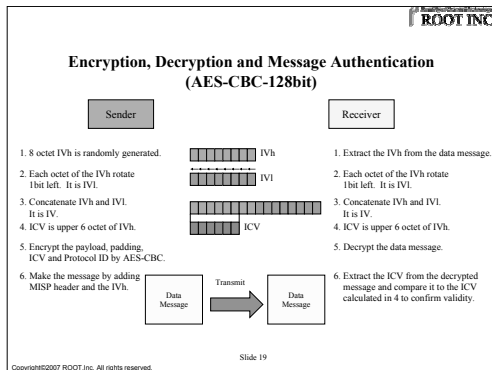 ROOT INC
Encryption, Decryption and Message Authentication
(AES-CBC-128bit)
Sender
Receiver
1. 8 octet IVh is randomly generated.
2. Each octet of the IVh rotate
1bit left. It is IVl.
3. Concatenate IVh and IVl.
It is IV.
4. ICV is upper 6 octet of IVh.
5. Encrypt the payload, padding,
ICV and Protocol ID by AES-CBC.
6. Make the message by adding
MISP header and the IVh.
IVh
IVl
ICV
Data
Message
Transmit
Data
Message
1. Extract the IVh from the data message.
2. Each octet of the IVh rotate
1bit left. It is IVl.
3. Concatenate IVh and IVl.
It is IV.
4. ICV is upper 6 octet of IVh.
5. Decrypt the data message.
6. Extract the ICV from the decrypted
message and compare it to the ICV
calculated in 4 to confirm validity.
Slide 19
Copyright©2007 ROOT,Inc. All rights reserved.